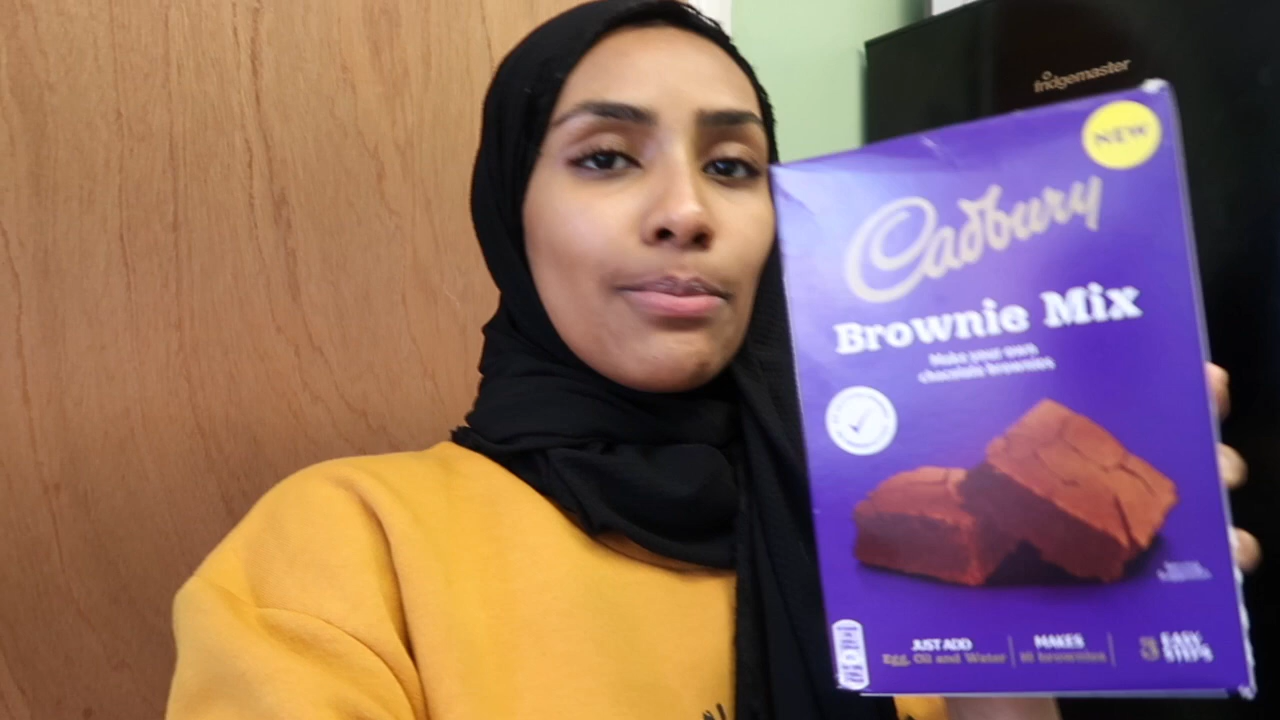 fridgemaster
NEW
Cadbury
Brownie Mix
Make your own
chocolate brownies
JUST ADD
Egg, Oil and Water
MAKES
16 brownies
3 EASY
STEPS